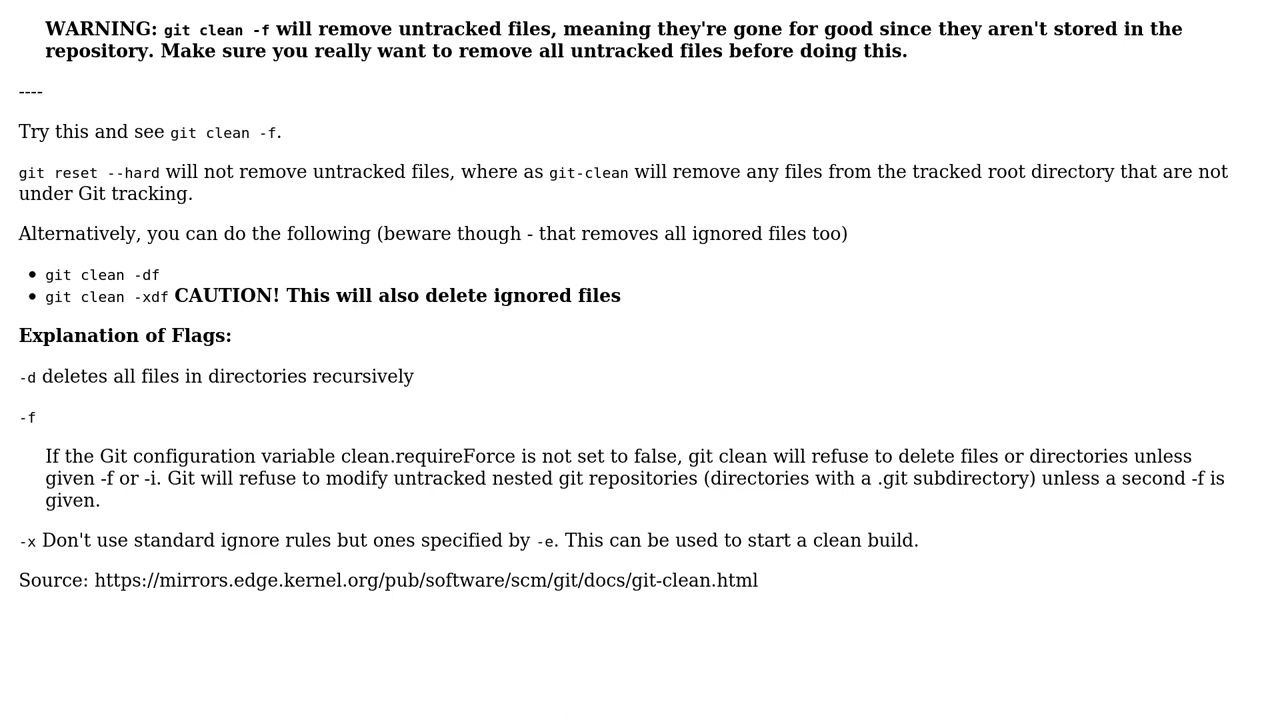 WARNING: git clean -f will remove untracked files, meaning they're gone for good since they aren't stored in the
repository. Make sure you really want to remove all untracked files before doing this.
----
Try this and see git clean -f.
git reset --hard will not remove untracked files, where as git-clean will remove any files from the tracked root directory that are not
under Git tracking.
Alternatively, you can do the following (beware though - that removes all ignored files too)
• git clean -df
• git clean -xdf CAUTION! This will also delete ignored files
Explanation of Flags:
-d deletes all files in directories recursively
-f
If the Git configuration variable clean.requireForce is not set to false, git clean will refuse to delete files or directories unless
given -f or -i. Git will refuse to modify untracked nested git repositories (directories with a .git subdirectory) unless a second -f is
given.
-x Don't use standard ignore rules but ones specified by -e. This can be used to start a clean build.
Source: https://mirrors.edge.kernel.org/pub/software/scm/git/docs/git-clean.html